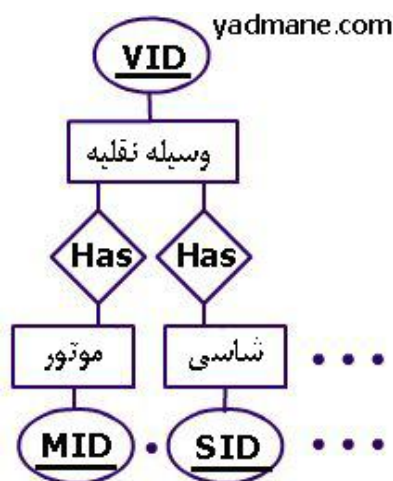 yadmane.com
VID
وسیله نقلیه
Has Has
موتور شاسی ...
MID . SID ...